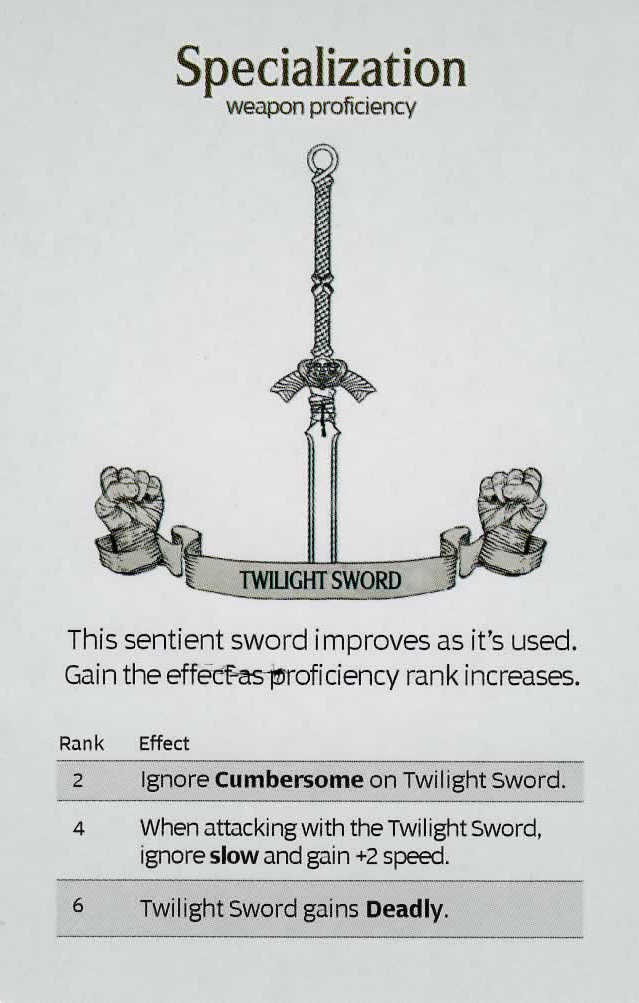 Specialization
weapon proficiency
TWILIGHT SWORD
This sentient sword improves as it's used.
Gain the effect as proficiency rank increases.
Rank Effect
2 Ignore Cumbersome on Twilight Sword.
4 When attacking with the Twilight Sword,
ignore slow and gain +2 speed.
6 Twilight Sword gains Deadly.